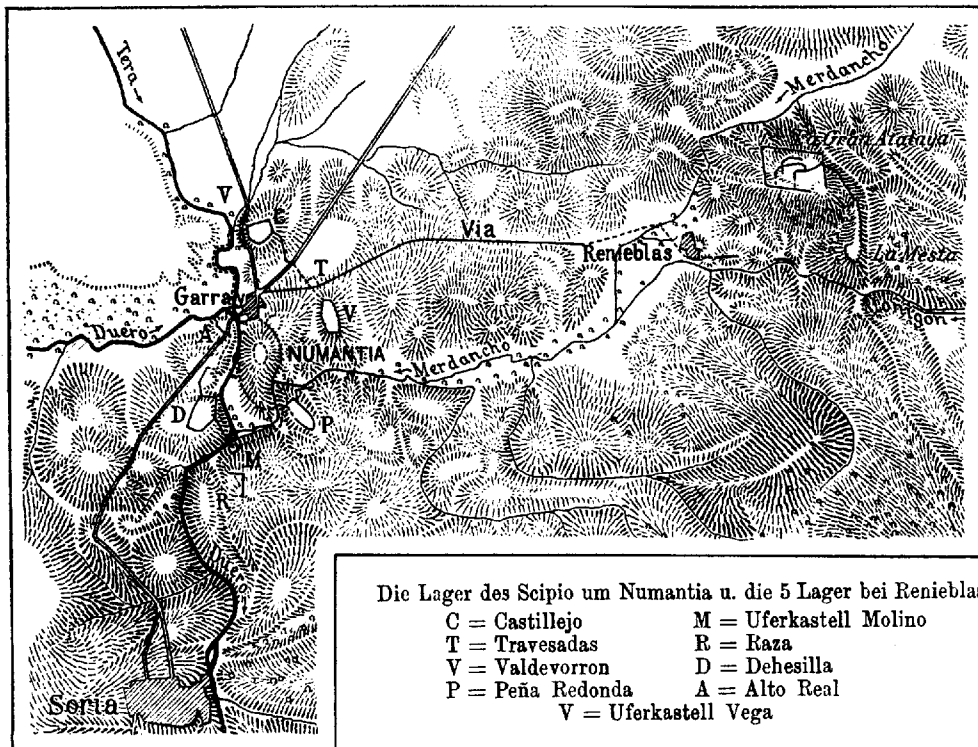 Tera
Merdancho
Gran Atalaya
V
C
Via
Renieblas
La Mesta
T
Garray
V
Duero
A
NUMANTIA
Merdancho
D
P
M
R
Soria
Die Lager des Scipio um Numantia u. die 5 Lager bei Renieblas
C = Castillejo
M = Uferkastell Molino
T = Travesadas
R = Raza
V = Valdevorron
D = Dehesilla
P = Peña Redonda
A = Alto Real
V = Uferkastell Vega